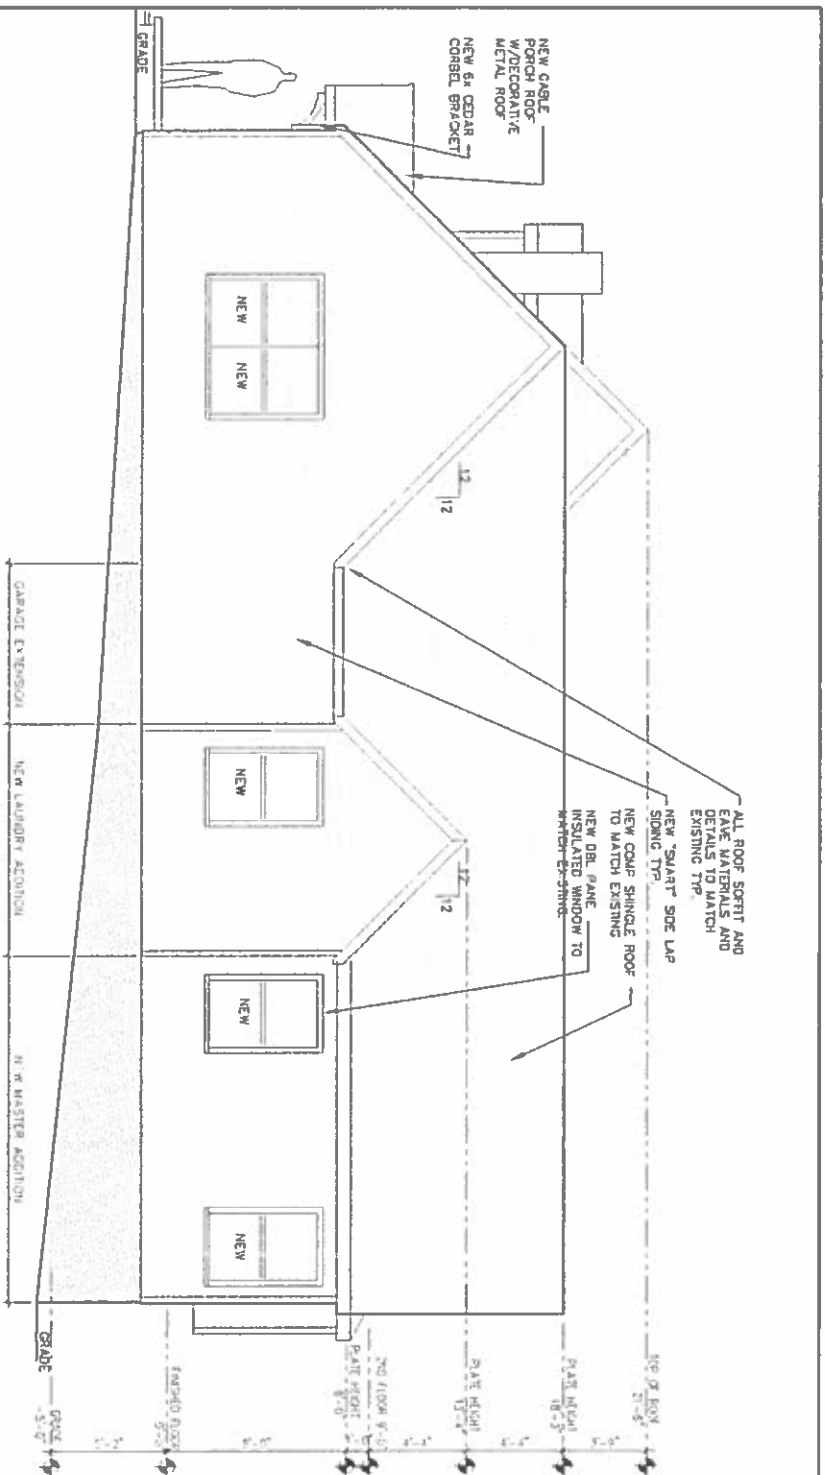 NEW GABLE
PORCH ROOF
W/DECORATIVE
METAL ROOF
NEW 6x CEDAR
CORBEL BRACKET
GRADE
ALL ROOF SOFFIT AND
EAVE MATERIALS AND
DETAILS TO MATCH
EXISTING TYP.
NEW "SMART" SIDE LAP
SIDING TYP.
NEW COMP SHINGLE ROOF
TO MATCH EXISTING
NEW DBL PANE
INSULATED WINDOW TO
MATCH EXISTING
12
12
12
12
NEW
NEW
NEW
NEW
NEW
GARAGE EXTENSION
NEW LAUNDRY ADDITION
NEW MASTER ADDITION
GRADE
TOP OF ROOF
PLATE HEIGHT
PLATE HEIGHT
2ND FLOOR
PLATE HEIGHT
FINISHED FLOOR
GRADE